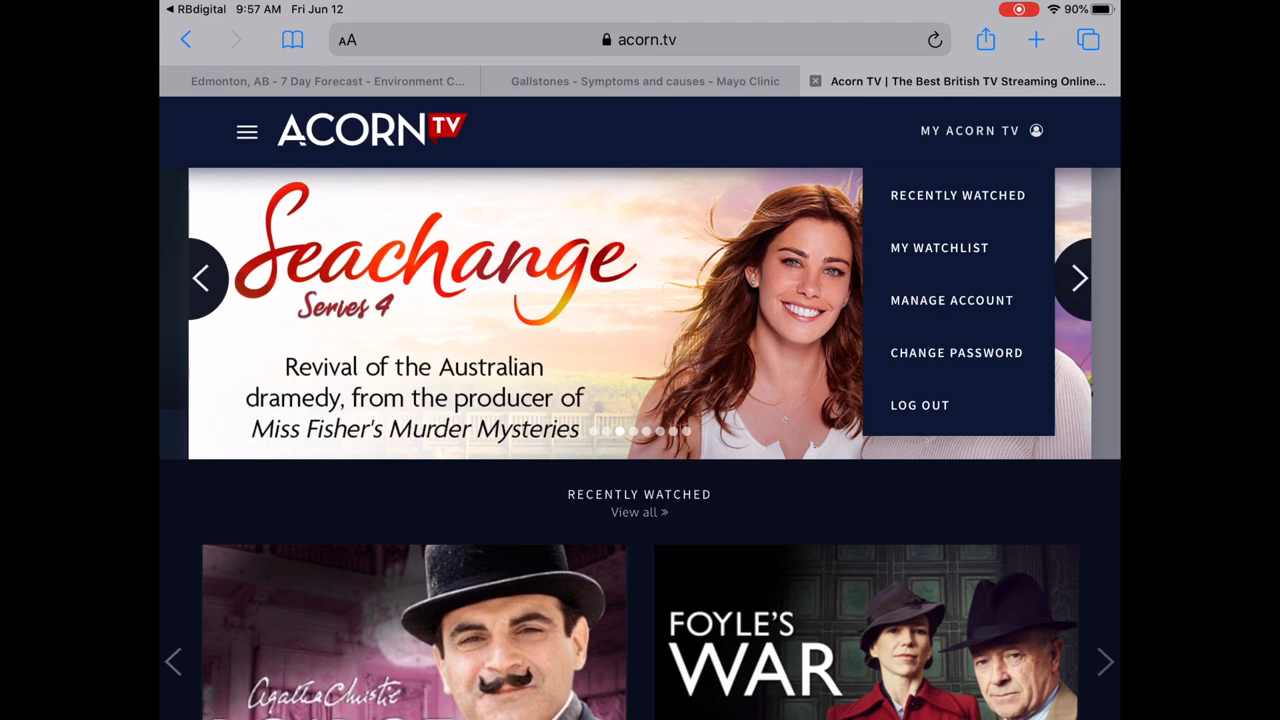 RBdigital 9:57 AM Fri Jun 12 90%
AA acorn.tv
Edmonton, AB - 7 Day Forecast - Environment C... Gallstones - Symptoms and causes - Mayo Clinic Acorn TV | The Best British TV Streaming Online...
ACORN TV MY ACORN TV
RECENTLY WATCHED
MY WATCHLIST
MANAGE ACCOUNT
CHANGE PASSWORD
LOG OUT
Seachange
Series 4
Revival of the Australian
dramedy, from the producer of
Miss Fisher's Murder Mysteries
RECENTLY WATCHED
View all »
Agatha Christie
FOYLE'S
WAR